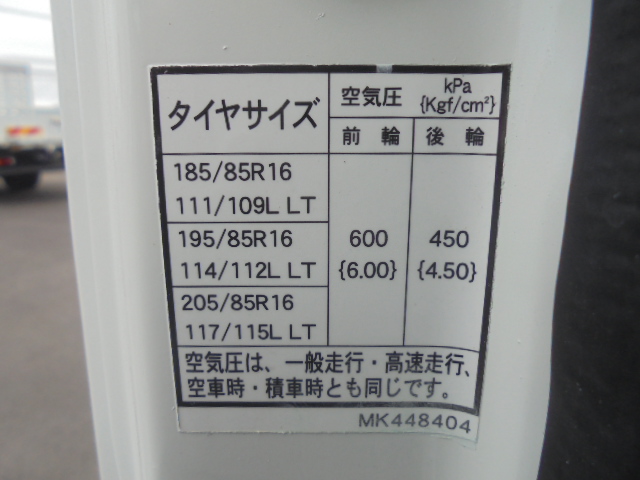 タイヤサイズ
空気圧
kPa
{Kgf/cm²}
前輪
後輪
185/85R16
111/109L LT
195/85R16
114/112L LT
205/85R16
117/115L LT
600
{6.00}
450
{4.50}
空気圧は、一般走行・高速走行、
空車時・積車時とも同じです。
MK448404